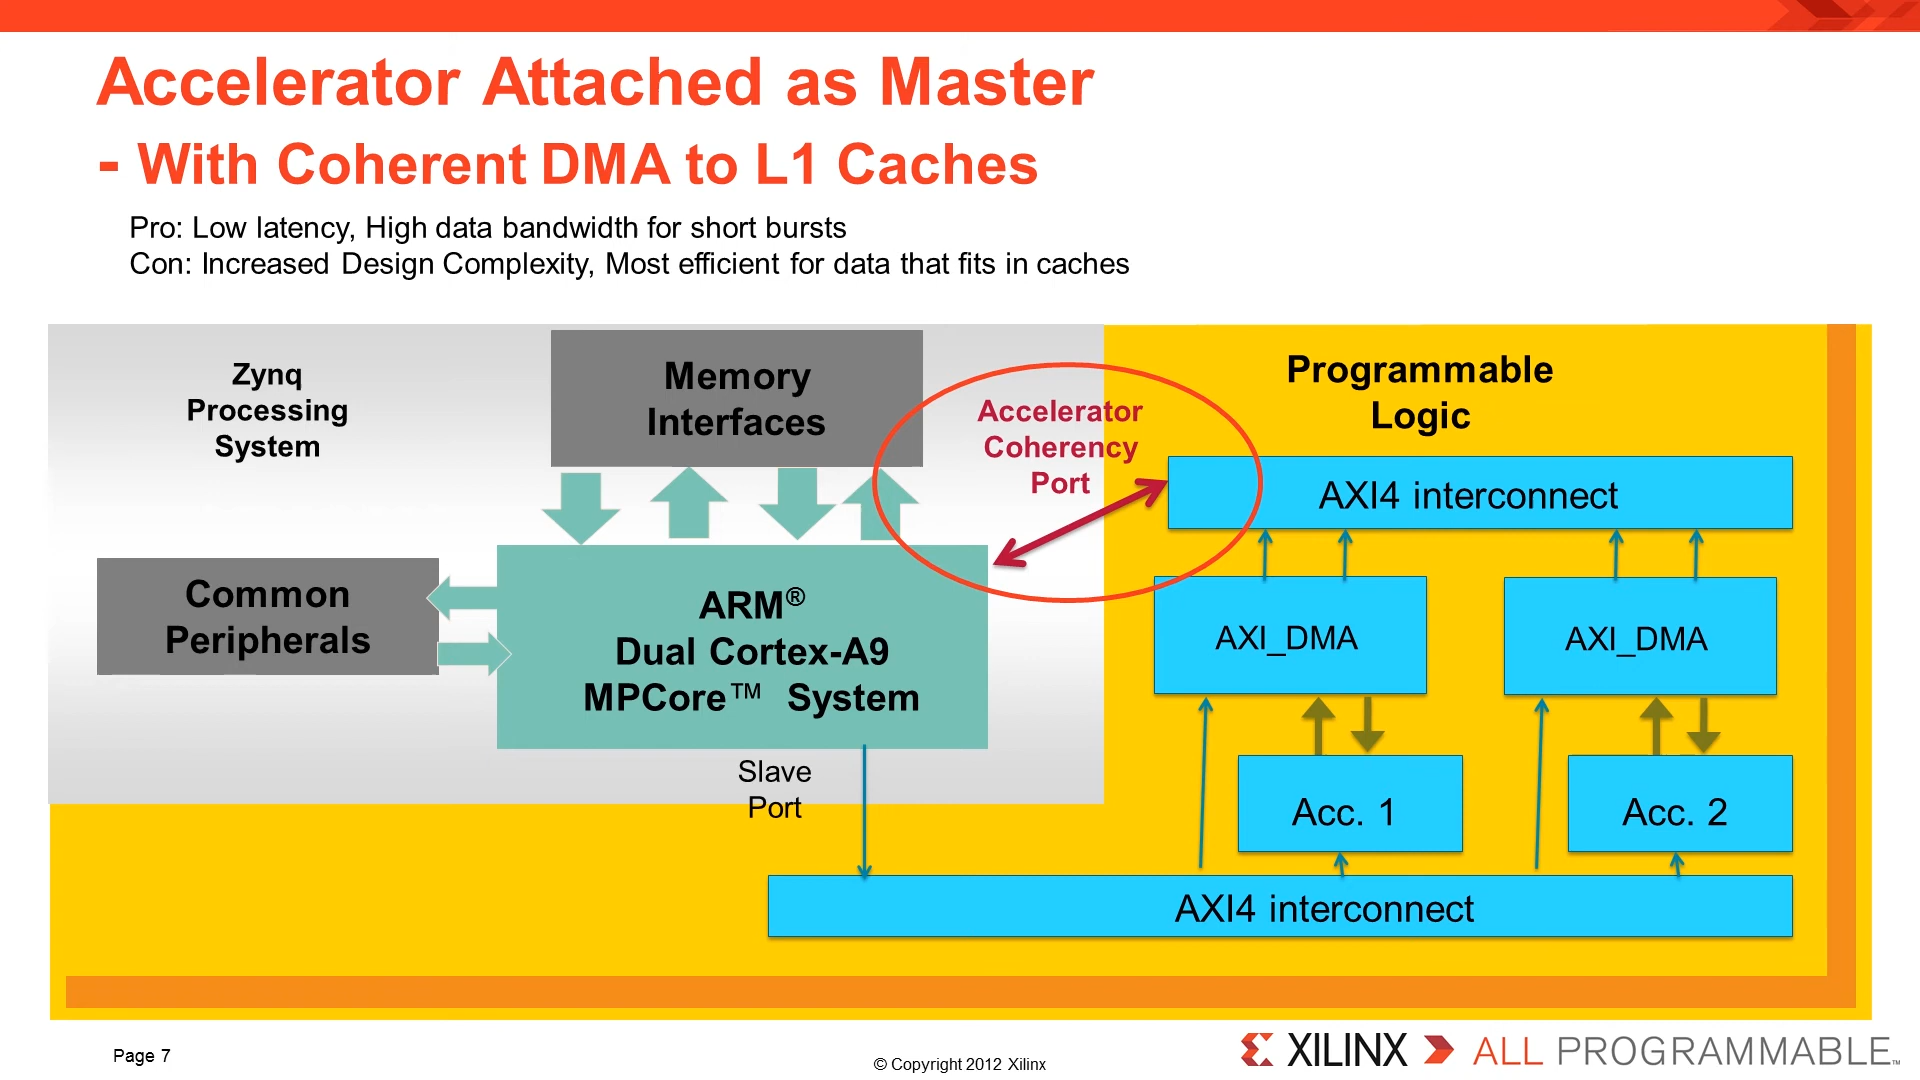 Accelerator Attached as Master
- With Coherent DMA to L1 Caches
Pro: Low latency, High data bandwidth for short bursts
Con: Increased Design Complexity, Most efficient for data that fits in caches
Zynq
Processing
System
Memory
Interfaces
Accelerator
Coherency
Port
Programmable
Logic
AXI4 interconnect
Common
Peripherals
ARM®
Dual Cortex-A9
MPCore™ System
AXI_DMA
AXI_DMA
Slave
Port
Acc. 1
Acc. 2
AXI4 interconnect
Page 7
© Copyright 2012 Xilinx
XILINX ALL PROGRAMMABLE™